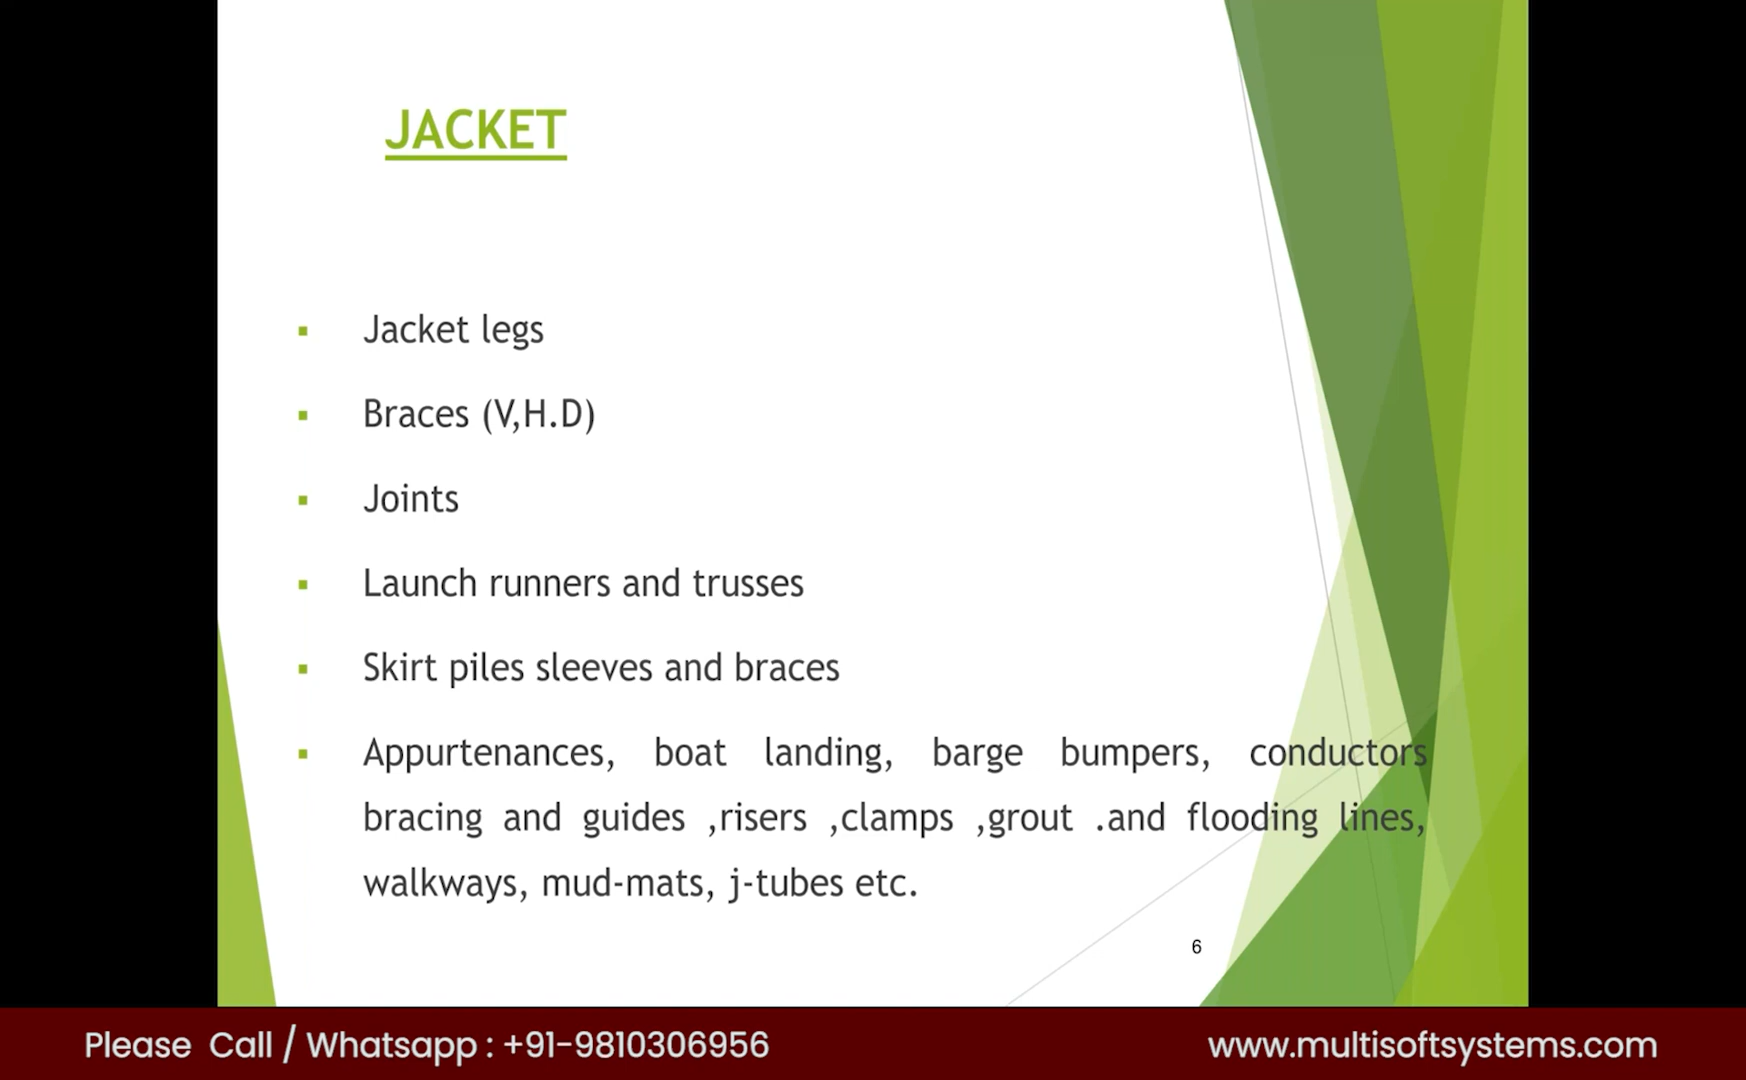 JACKET
Jacket legs
Braces (V,H.D)
Joints
Launch runners and trusses
Skirt piles sleeves and braces
Appurtenances, boat landing, barge bumpers, conductors
bracing and guides ,risers ,clamps ,grout .and flooding lines,
walkways, mud-mats, j-tubes etc.
6
Please Call / Whatsapp : +91-9810306956
www.multisoftsystems.com